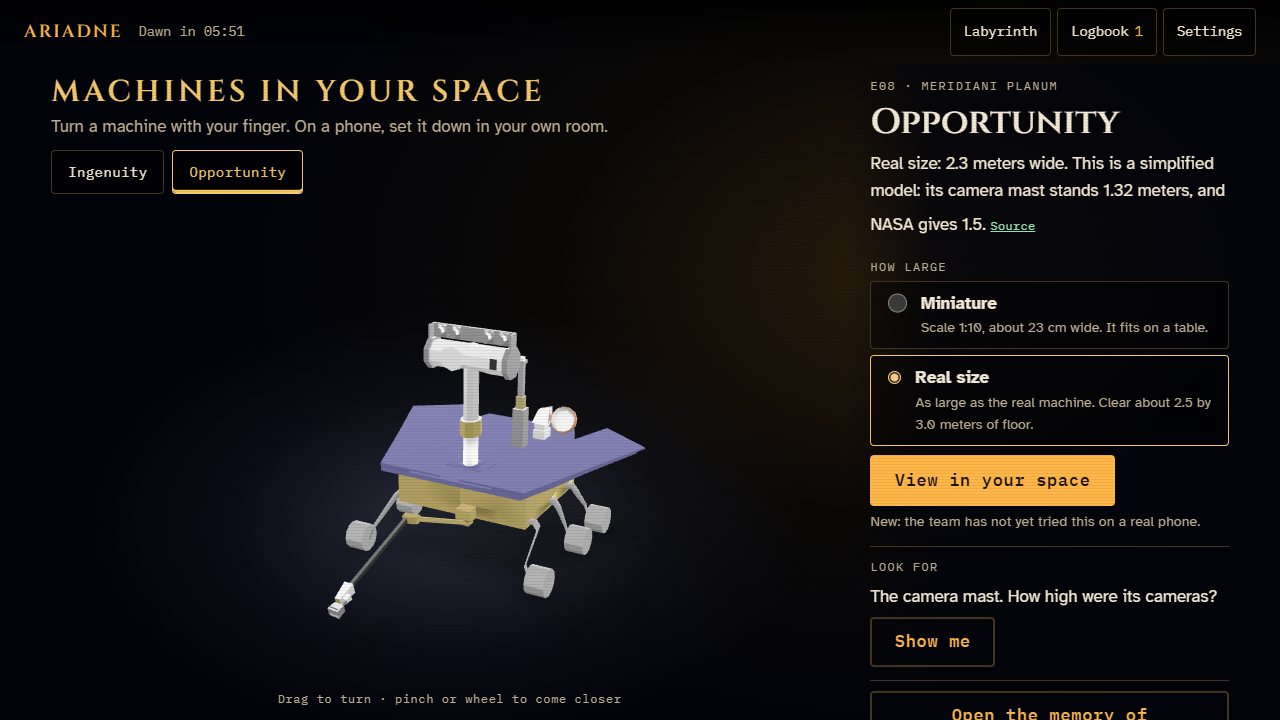 ARIADNE Dawn in 05:51
Labyrinth
Logbook 1
Settings
MACHINES IN YOUR SPACE
Turn a machine with your finger. On a phone, set it down in your own room.
Ingenuity
Opportunity
Drag to turn · pinch or wheel to come closer
E08 · MERIDIANI PLANUM
OPPORTUNITY
Real size: 2.3 meters wide. This is a simplified
model: its camera mast stands 1.32 meters, and
NASA gives 1.5. Source
HOW LARGE
Miniature
Scale 1:10, about 23 cm wide. It fits on a table.
Real size
As large as the real machine. Clear about 2.5 by
3.0 meters of floor.
View in your space
New: the team has not yet tried this on a real phone.
LOOK FOR
The camera mast. How high were its cameras?
Show me
Open the memory of